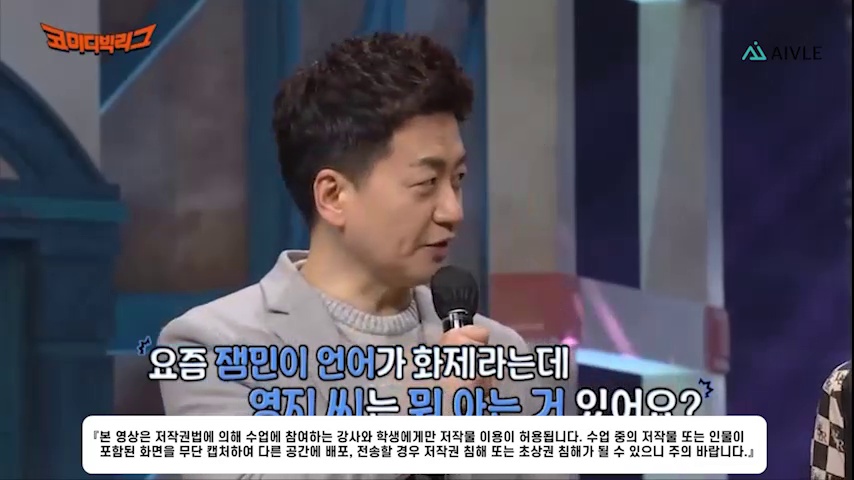 코미디빅리그
AIVLE
요즘 잼민이 언어가 화제라는데
영지 씨는 뭐 아는 거 있어요?
『본 영상은 저작권법에 의해 수업에 참여하는 강사와 학생에게만 저작물 이용이 허용됩니다. 수업 중의 저작물 또는 인물이
포함된 화면을 무단 캡처하여 다른 공간에 배포, 전송할 경우 저작권 침해 또는 초상권 침해가 될 수 있으니 주의 바랍니다.』